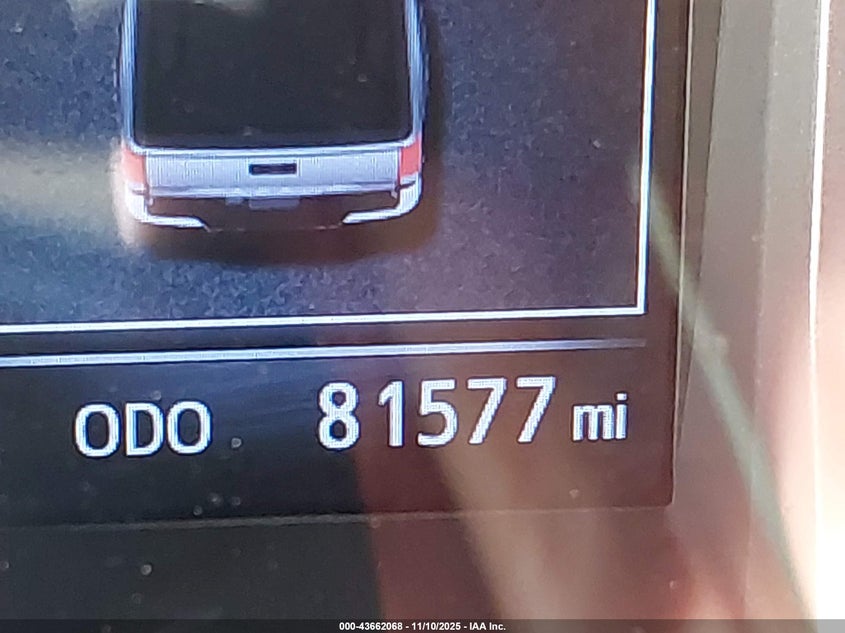 ODO 81577 mi
000-43662068 - 11/10/2025 - IAA Inc.